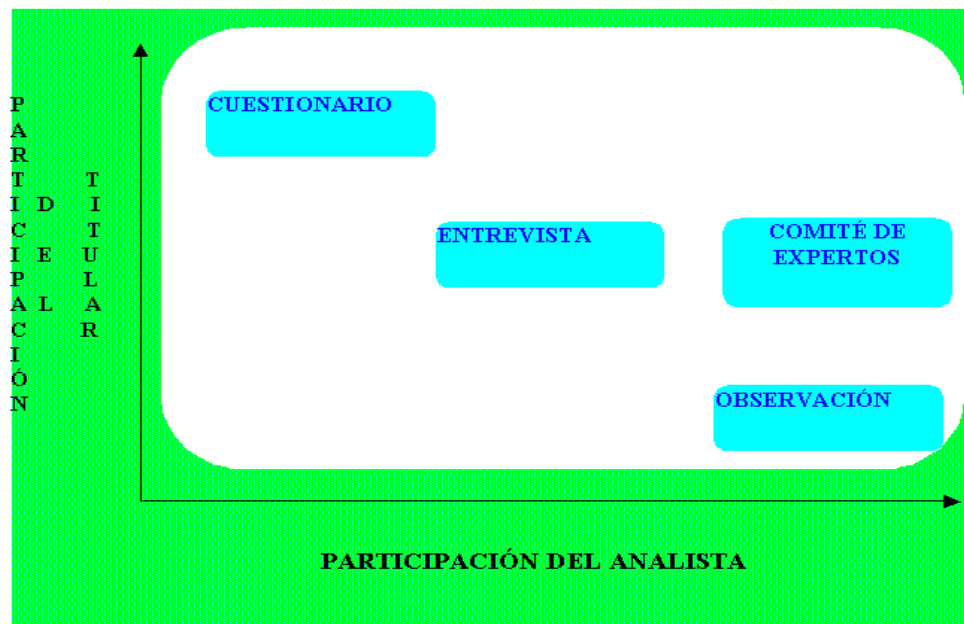 PARTICIPACIÓN
DEL
TITULAR
CUESTIONARIO
ENTREVISTA
COMITÉ DE
EXPERTOS
OBSERVACIÓN
PARTICIPACIÓN DEL ANALISTA